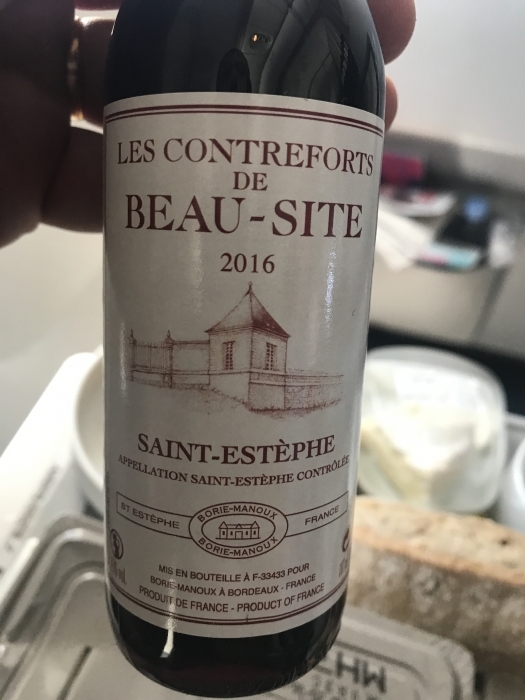 LES CONTREFORTS
DE
BEAU-SITE
2016
SAINT-ESTÈPHE
APPELLATION SAINT-ESTÈPHE CONTRÔLÉE
ST ESTÈPHE
BORIE-MANOUX
BORIE-MANOUX
FRANCE
MIS EN BOUTEILLE À F-33433 POUR
BORIE-MANOUX À BORDEAUX - FRANCE
PRODUIT DE FRANCE - PRODUCT OF FRANCE